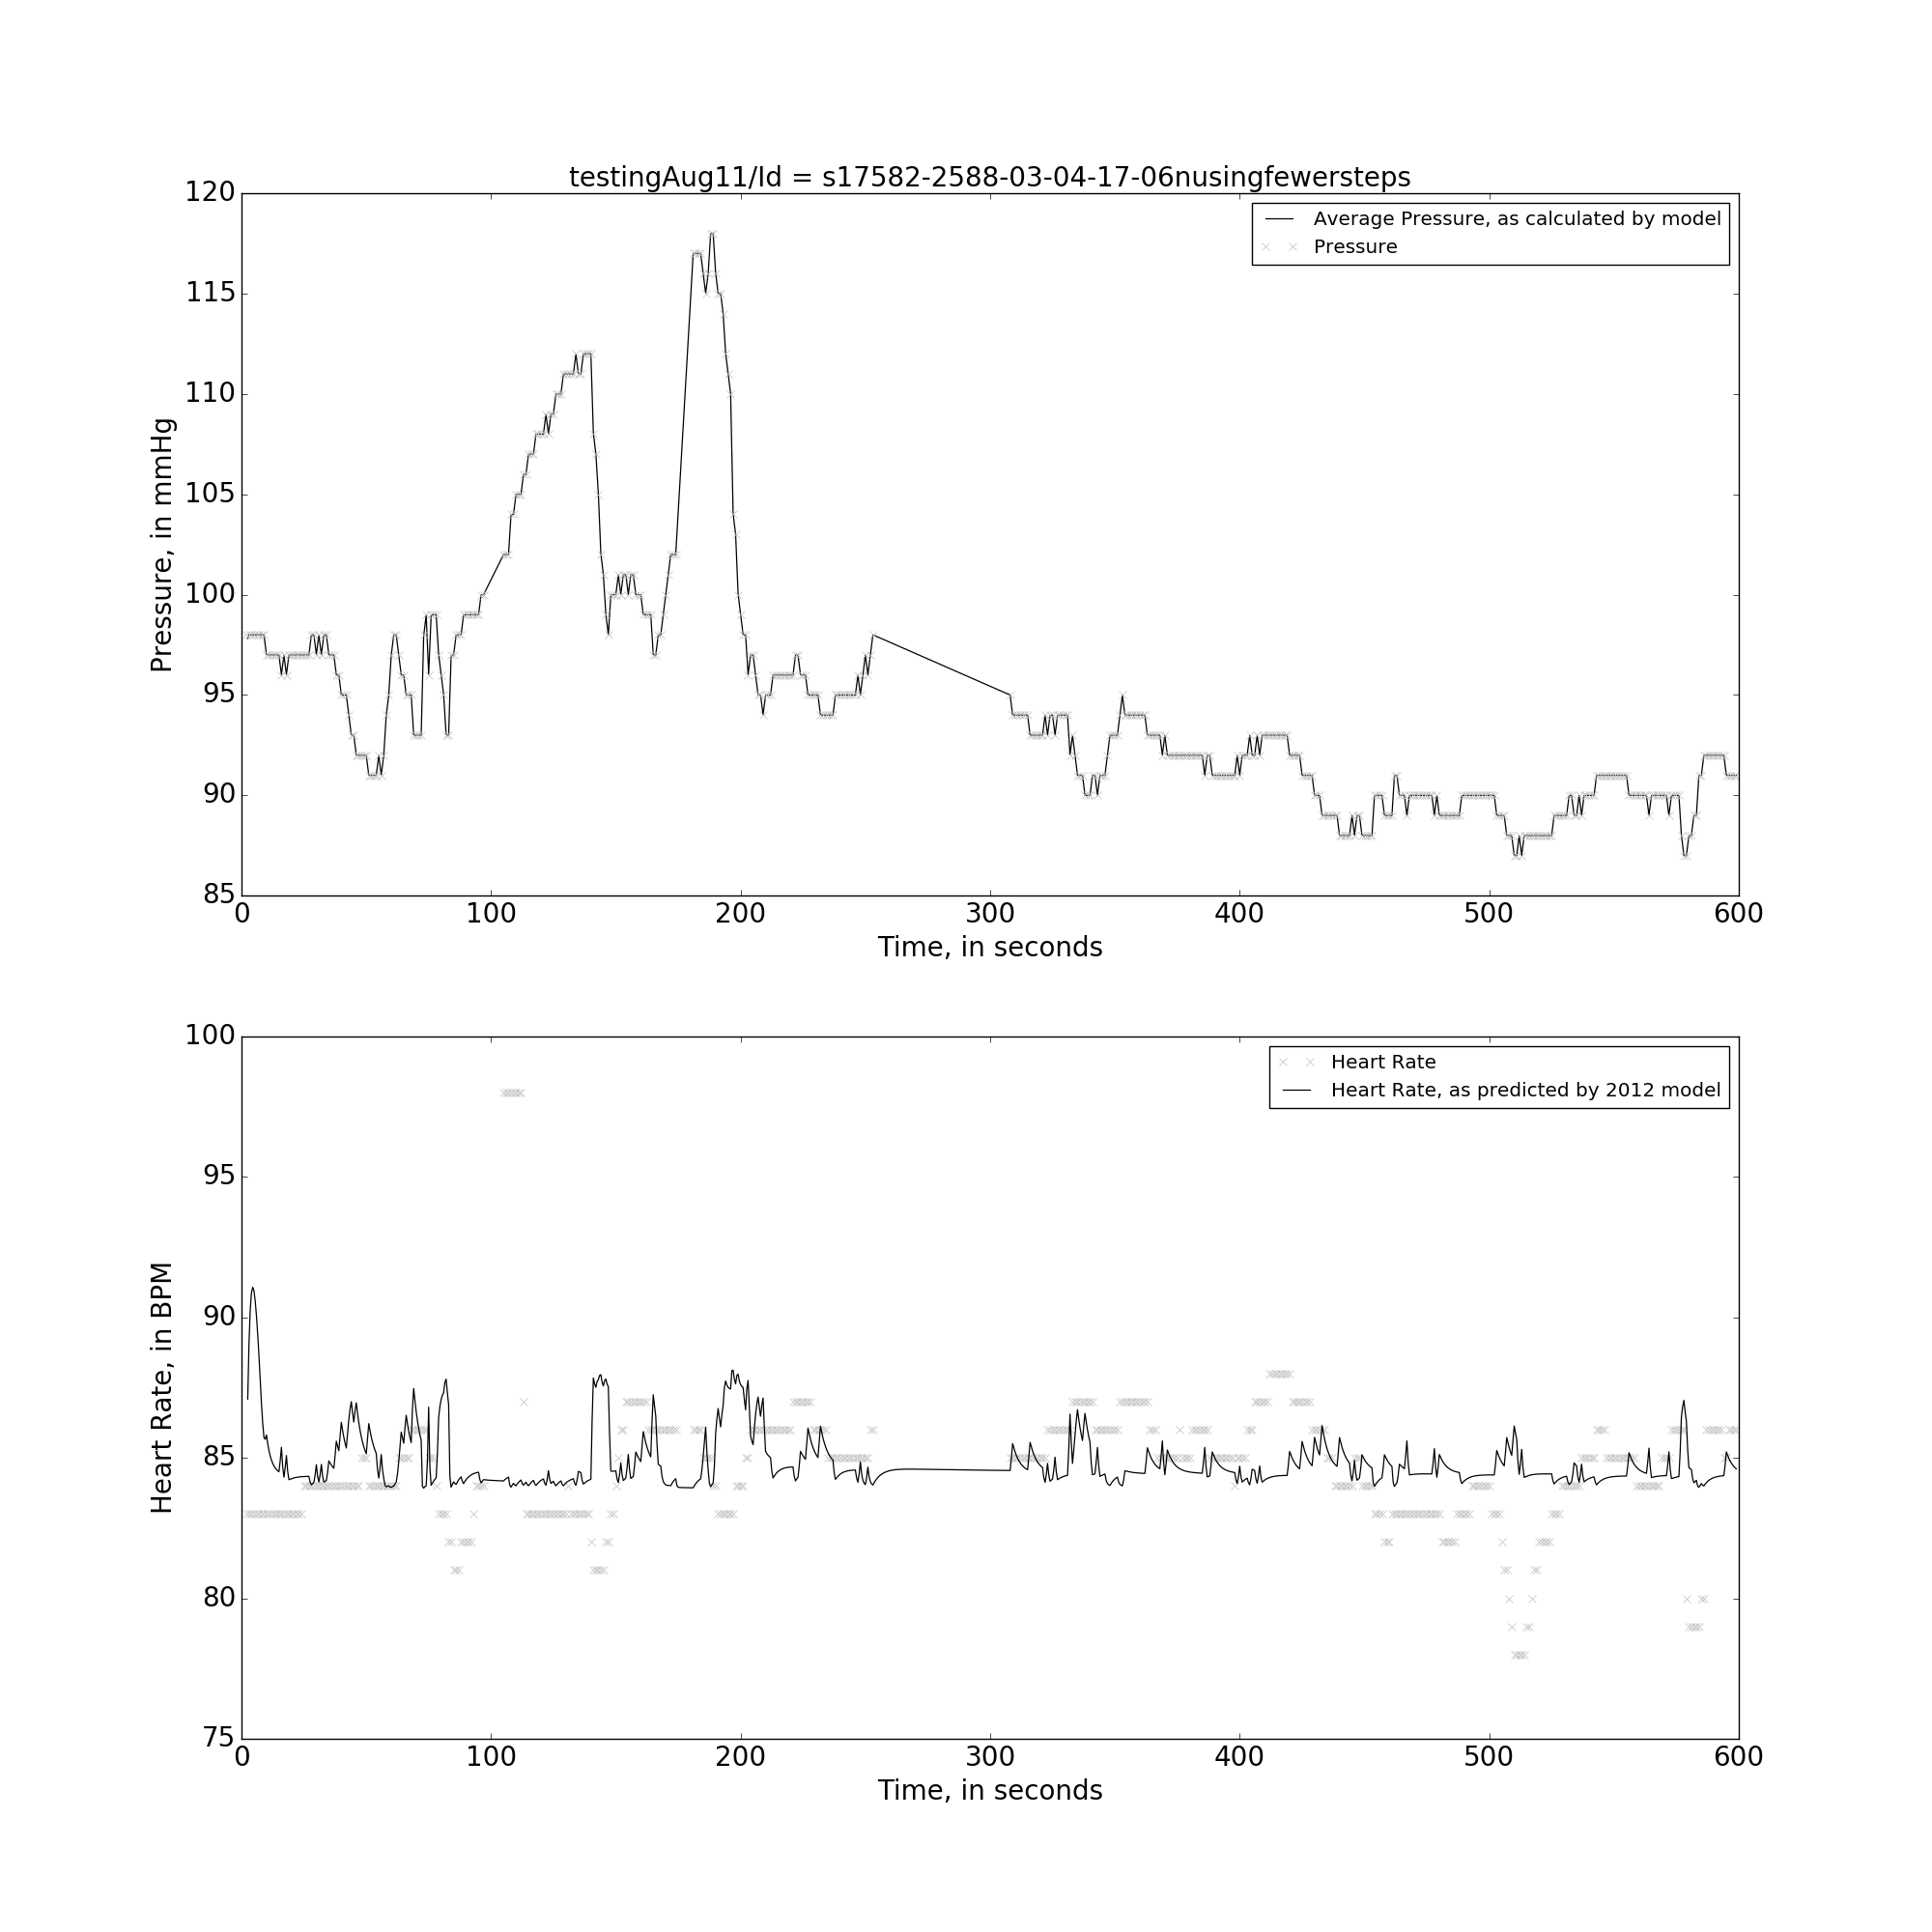 testingAug11/Id = s17582-2588-03-04-17-06nusingfewersteps
120
115
110
105
100
95
90
85
Pressure, in mmHg
Average Pressure, as calculated by model
Pressure
0 100 200 300 400 500 600
Time, in seconds
100
95
90
85
80
75
Heart Rate, in BPM
Heart Rate
Heart Rate, as predicted by 2012 model
0 100 200 300 400 500 600
Time, in seconds